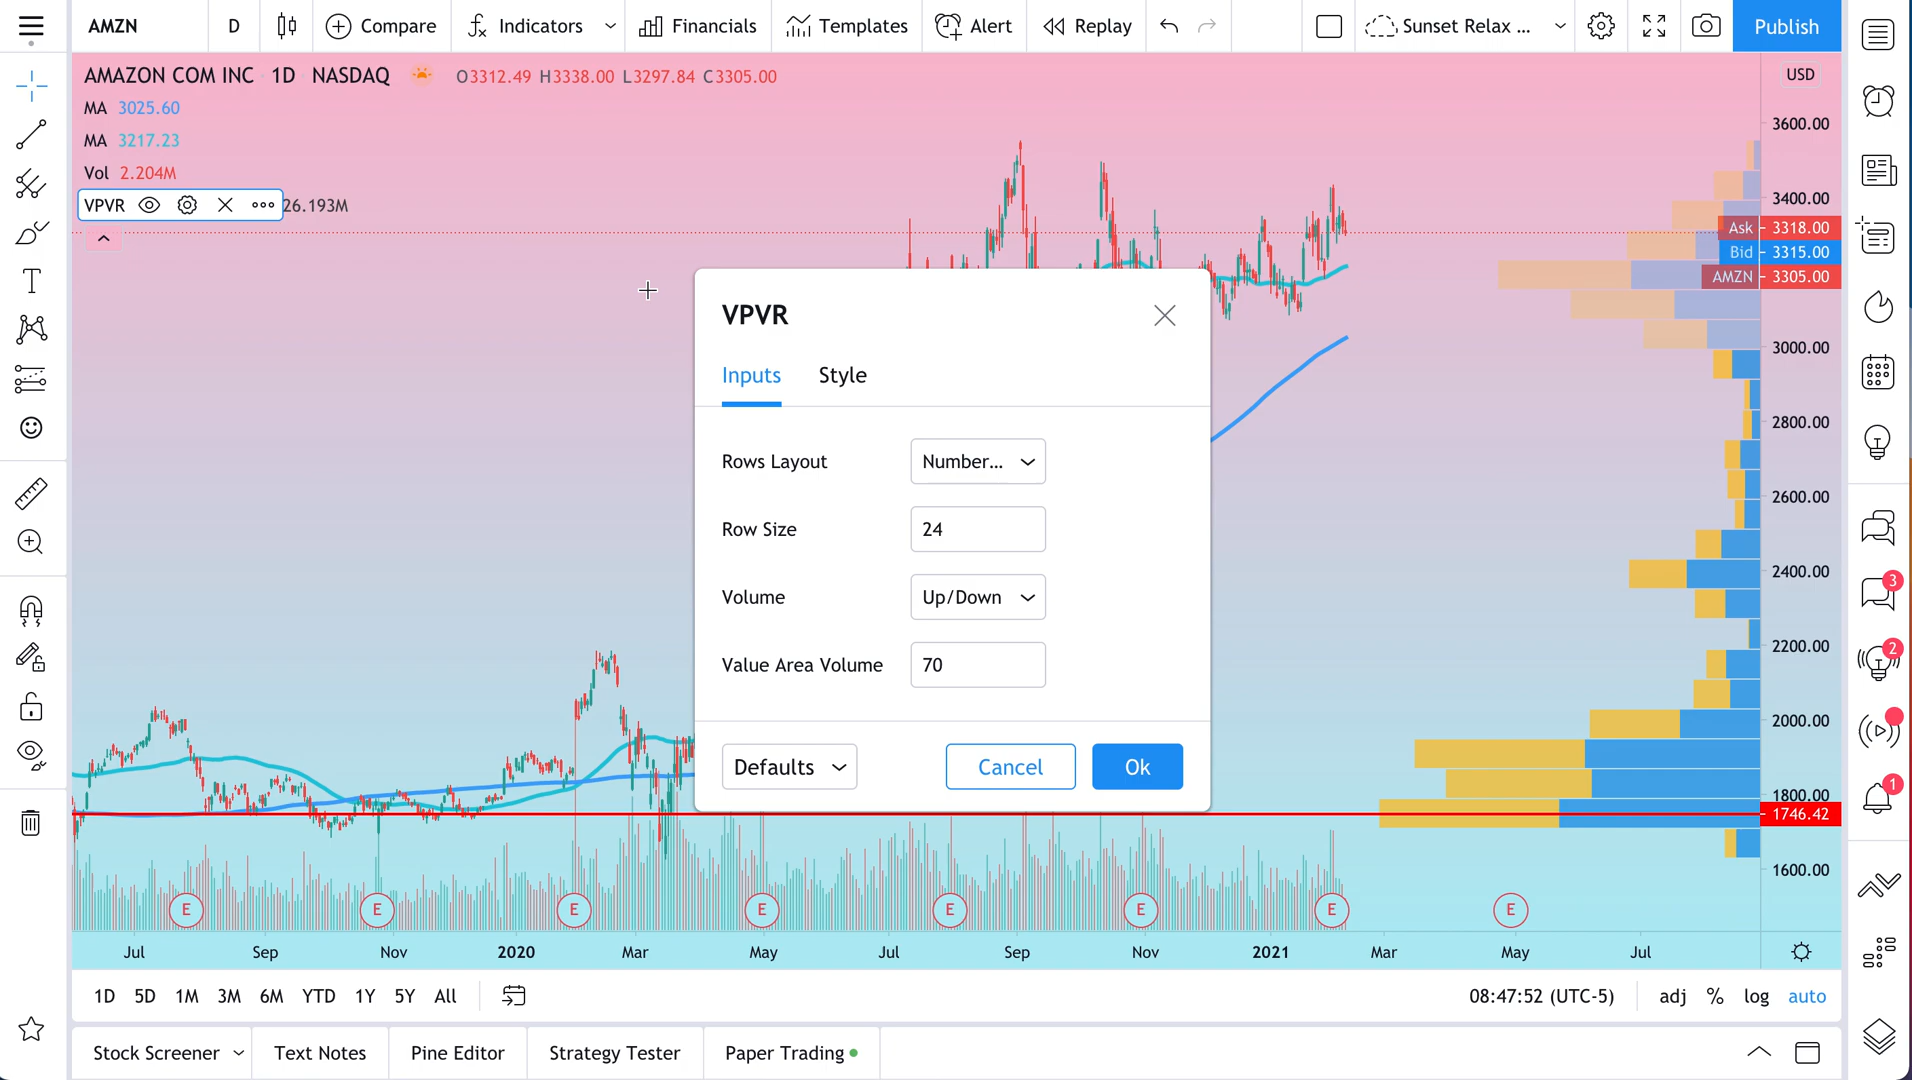 AMZN D Compare Indicators Financials Templates Alert Replay Sunset Relax ... Publish
AMAZON COM INC 1D NASDAQ O3312.49 H3338.00 L3297.84 C3305.00 USD
MA 3025.60
3600.00
MA 3217.23
Vol 2.204M
VPVR 26.193M
3400.00
Ask 3318.00
Bid 3315.00
AMZN 3305.00
VPVR
3000.00
Inputs Style
2800.00
Rows Layout Number...
2600.00
Row Size 24
2400.00
3
Volume Up/Down
2200.00
2
Value Area Volume 70
2000.00
Defaults Cancel Ok
1
1800.00
1746.42
1600.00
E E E E E E E E
Jul Sep Nov 2020 Mar May Jul Sep Nov 2021 Mar May Jul
1D 5D 1M 3M 6M YTD 1Y 5Y All 08:47:52 (UTC-5) adj % log auto
Stock Screener Text Notes Pine Editor Strategy Tester Paper Trading